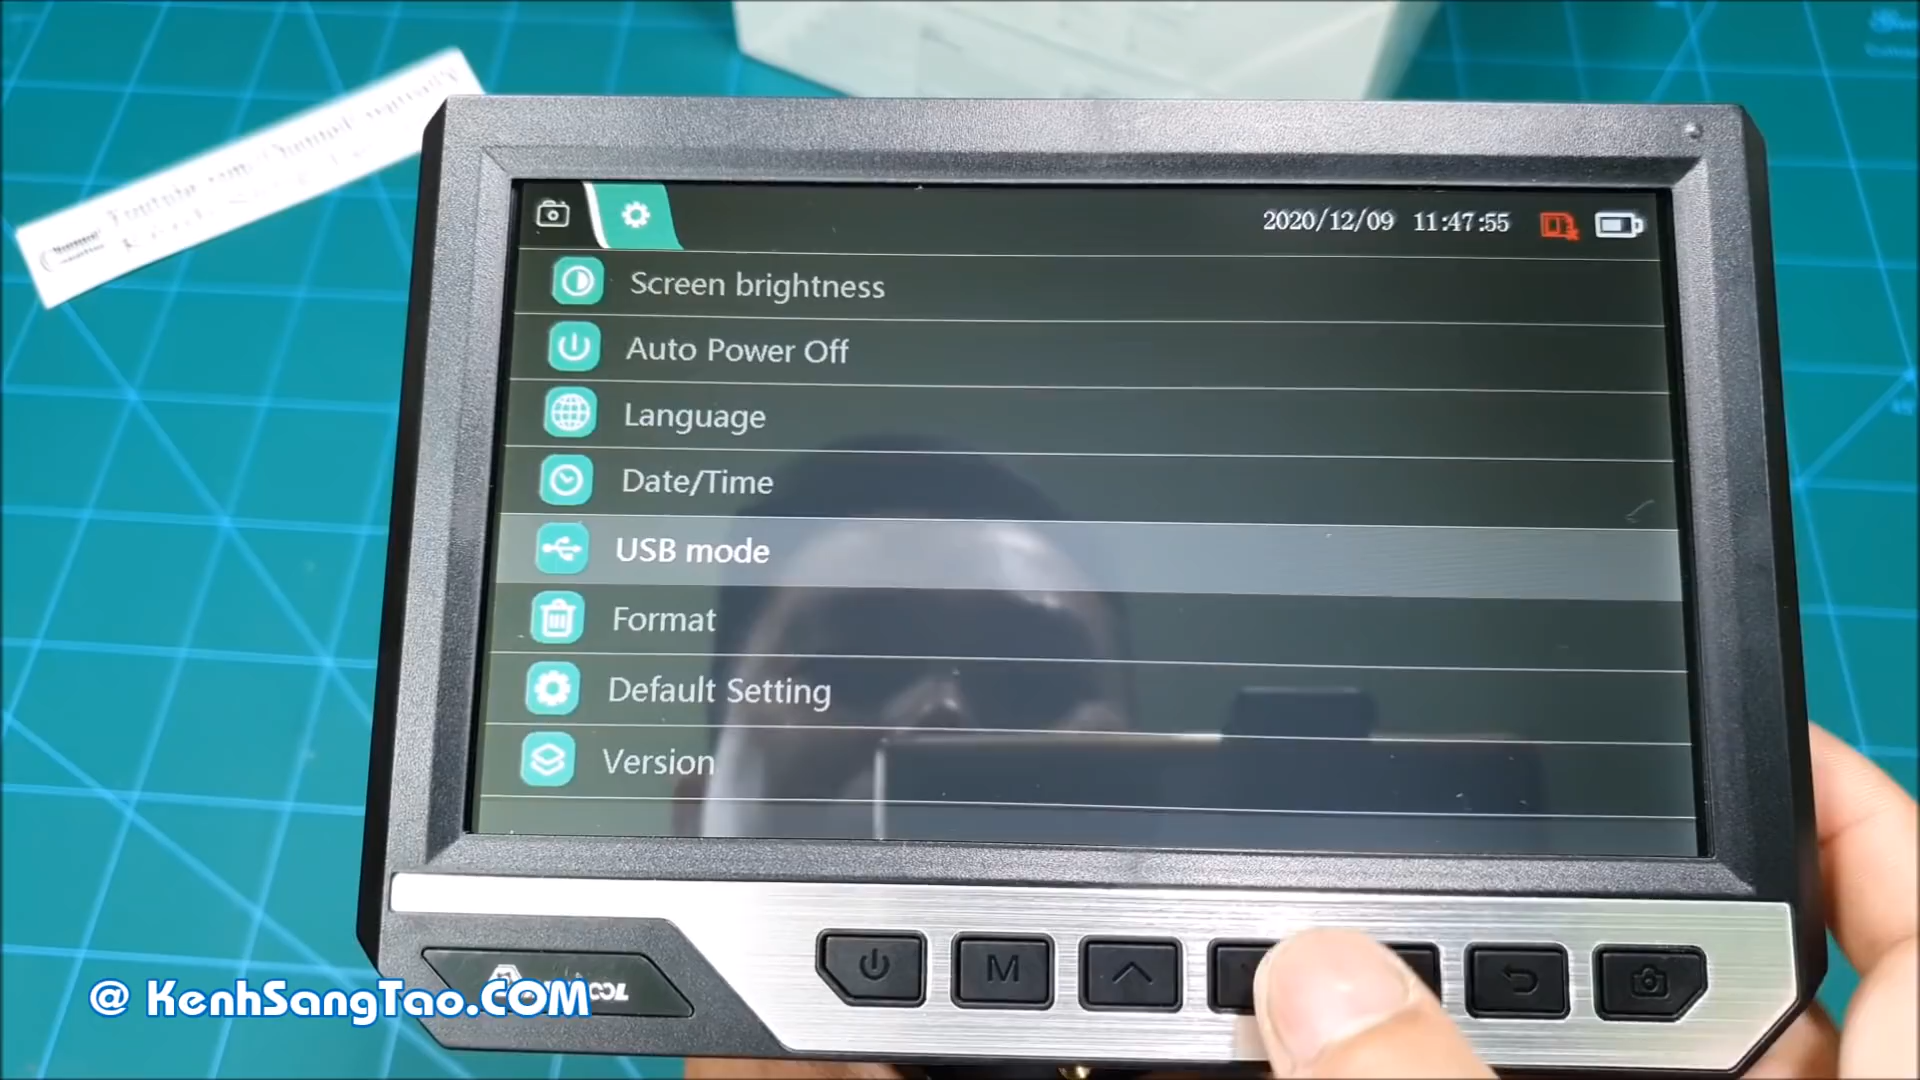 2020/12/09 11:47:55
Screen brightness
Auto Power Off
Language
Date/Time
USB mode
Format
Default Setting
Version
M
@ KenhSangTao.COM